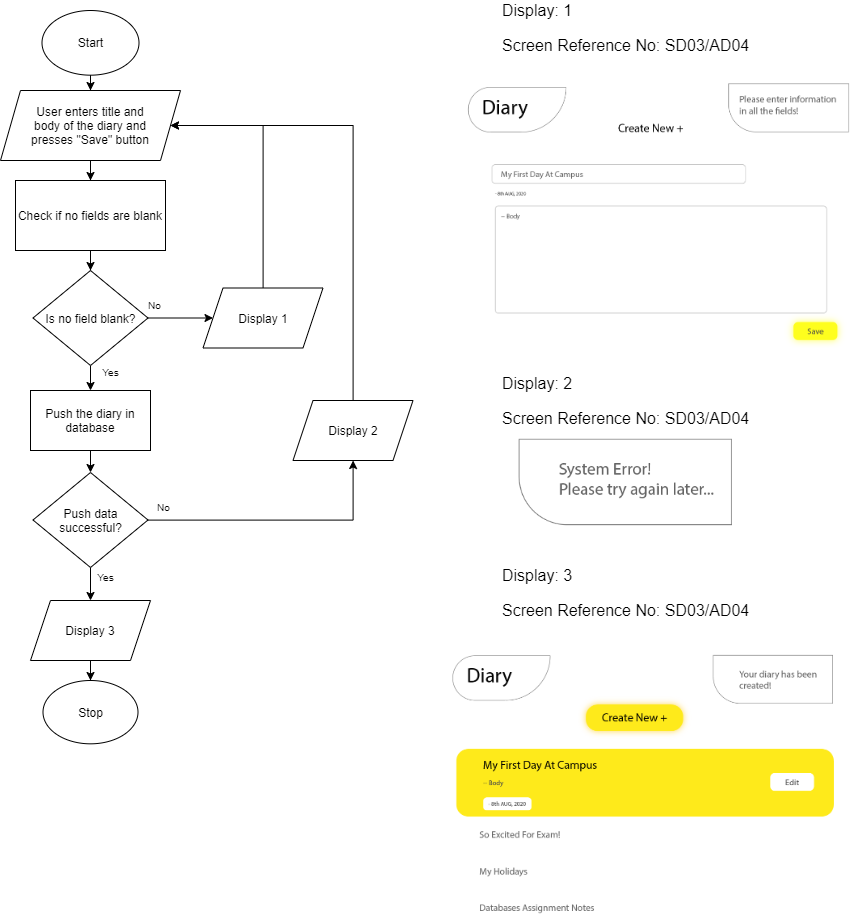 Start
User enters title and
body of the diary and
presses "Save" button
Check if no fields are blank
Is no field blank?
No
Display 1
Yes
Push the diary in
database
Display 2
Push data
successful?
No
Yes
Display 3
Stop
Display: 1
Screen Reference No: SD03/AD04
Diary
Please enter information
in all the fields!
Create New +
My First Day At Campus
- 8th AUG, 2020
-- Body
Save
Display: 2
Screen Reference No: SD03/AD04
System Error!
Please try again later...
Display: 3
Screen Reference No: SD03/AD04
Diary
Your diary has been
created!
Create New +
My First Day At Campus
-- Body
Edit
8th AUG, 2020
So Excited For Exam!
My Holidays
Databases Assignment Notes